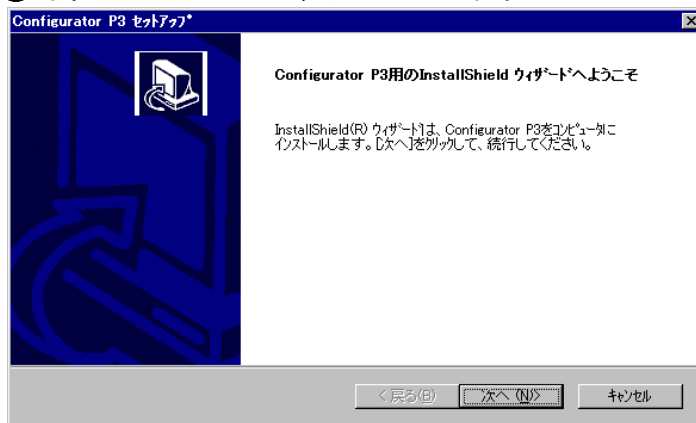 Configurator P3 ｾｯﾄｱｯﾌﾟ
Configurator P3用のInstallShield ｳｨｻﾞｰﾄﾞへようこそ
InstallShield(R) ｳｨｻﾞｰﾄﾞは、Configurator P3をｺﾝﾋﾟｭｰﾀに
ｲﾝｽﾄｰﾙします。[次へ]をｸﾘｯｸして、続行してください。
< 戻る(B)
次へ (N)>
ｷｬﾝｾﾙ